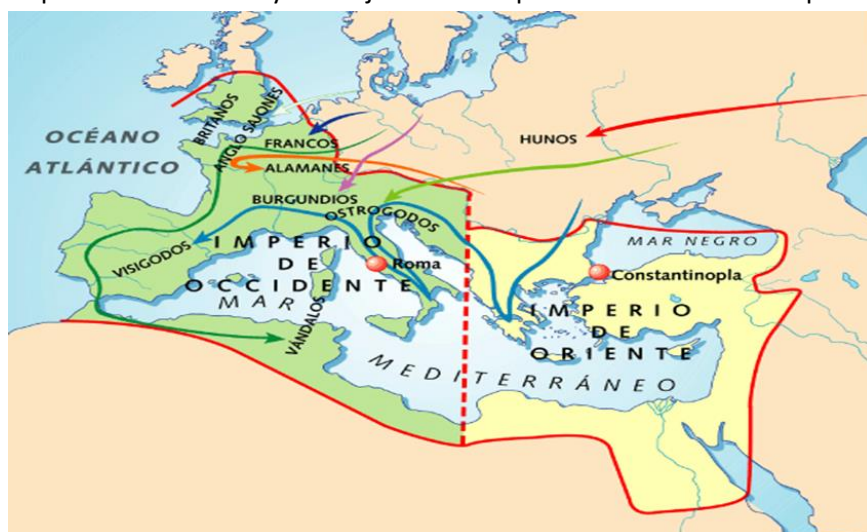 OCÉANO
ATLÁNTICO
BRITANOS
ANGLO SAJONES
FRANCOS
ALAMANES
HUNOS
BURGUNDIOS
OSTROGODOS
VISIGODOS
IMPERIO
DE
OCCIDENTE
Roma
MAR NEGRO
Constantinopla
IMPERIO
DE
ORIENTE
VÁNDALOS
MAR
MEDITERRÁNEO